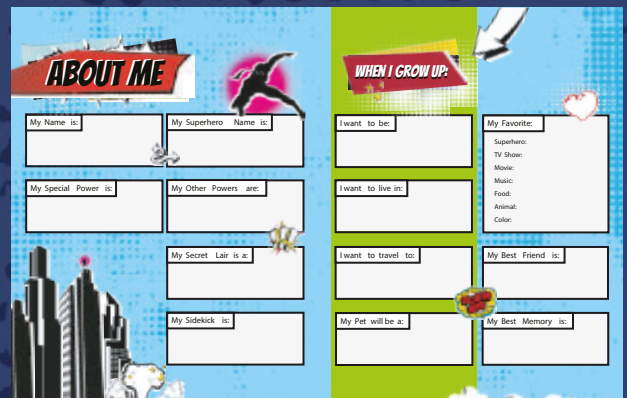 ABOUT ME
My Name is:
My Superhero Name is:
My Special Power is:
My Other Powers are:
My Secret Lair is a:
My Sidekick is:
WHEN I GROW UP:
I want to be:
I want to live in:
I want to travel to:
My Pet will be a:
My Favorite:
Superhero:
TV Show:
Movie:
Music:
Food:
Animal:
Color:
My Best Friend is:
My Best Memory is: